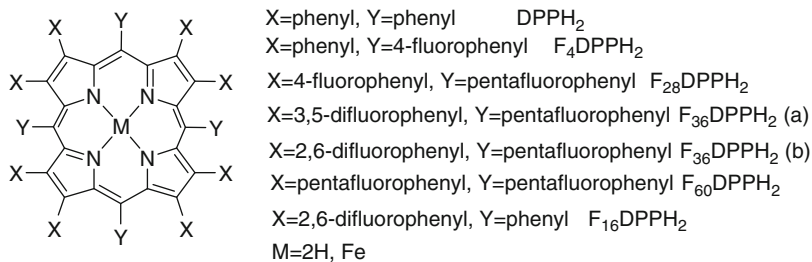 X=phenyl, Y=phenyl DPPH₂
X=phenyl, Y=4-fluorophenyl F₄DPPH₂
X=4-fluorophenyl, Y=pentafluorophenyl F₂₈DPPH₂
X=3,5-difluorophenyl, Y=pentafluorophenyl F₃₆DPPH₂ (a)
X=2,6-difluorophenyl, Y=pentafluorophenyl F₃₆DPPH₂ (b)
X=pentafluorophenyl, Y=pentafluorophenyl F₆₀DPPH₂
X=2,6-difluorophenyl, Y=phenyl F₁₆DPPH₂
M=2H, Fe
X Y X
X X
N N
Y M Y
N N
X X
X Y X